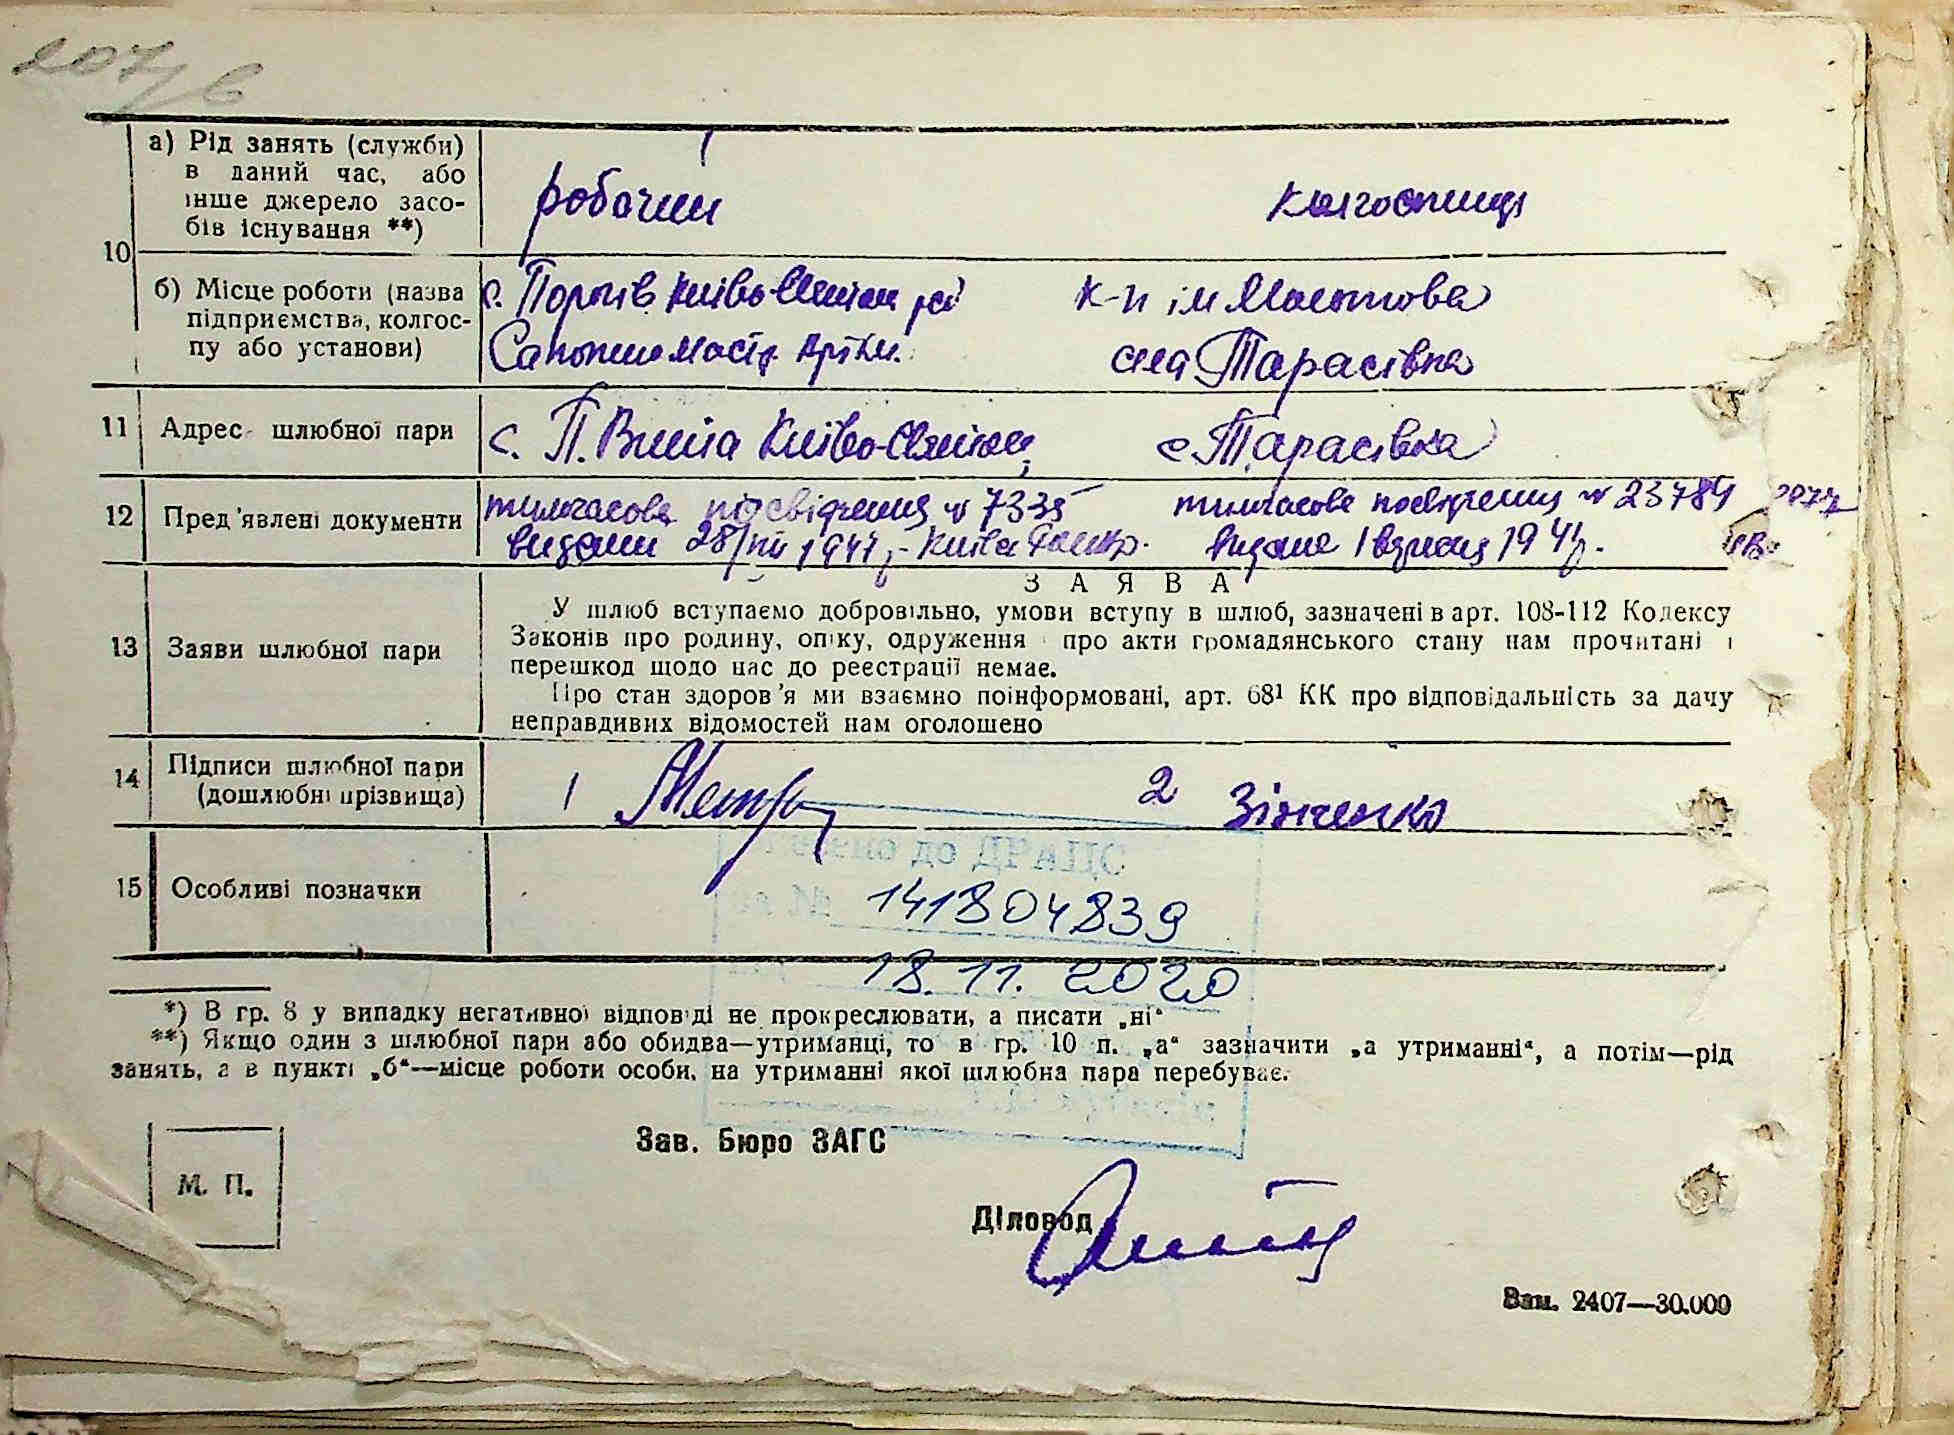 207/в
а) Рід занять (служби) в даний час, або інше джерело засобів існування **)
робочий
колгоспниця
10
б) Місце роботи (назва підприємства, колгоспу або установи)
с. Києво-
к-п ім Молотова
Тарасівка
11 Адрес шлюбної пари
с. П. Києво-
с Тарасівка
12 Пред'явлені документи
тимчасове посвідчення № 7335
тимчасове посвідчення № 23789
28/ 194
видане 1 194
ЗАЯВА
13 Заяви шлюбної пари
У шлюб вступаємо добровільно, умови вступу в шлюб, зазначені в арт. 108-112 Кодексу
Законів про родину, опіку, одруження і про акти громадянського стану нам прочитані і
перешкод щодо нас до реєстрації немає.
Про стан здоров'я ми взаємно поінформовані, арт. 68¹ КК про відповідальність за дачу
неправдивих відомостей нам оголошено
14 Підписи шлюбної пари (дошлюбні прізвища)
1
2 Зінченко
15 Особливі позначки
до ДРАЦС
141804839
18.11.2020
*) В гр. 8 у випадку негативної відповіді не прокреслювати, а писати „ні"
**) Якщо один з шлюбної пари або обидва—утриманці, то в гр. 10 п. „а" зазначити „а утриманні", а потім—рід
занять, а в пункті „б"—місце роботи особи, на утриманні якої шлюбна пара перебуває.
Зав. Бюро ЗАГС
М. П.
Діловод
Зам. 2407—30.000